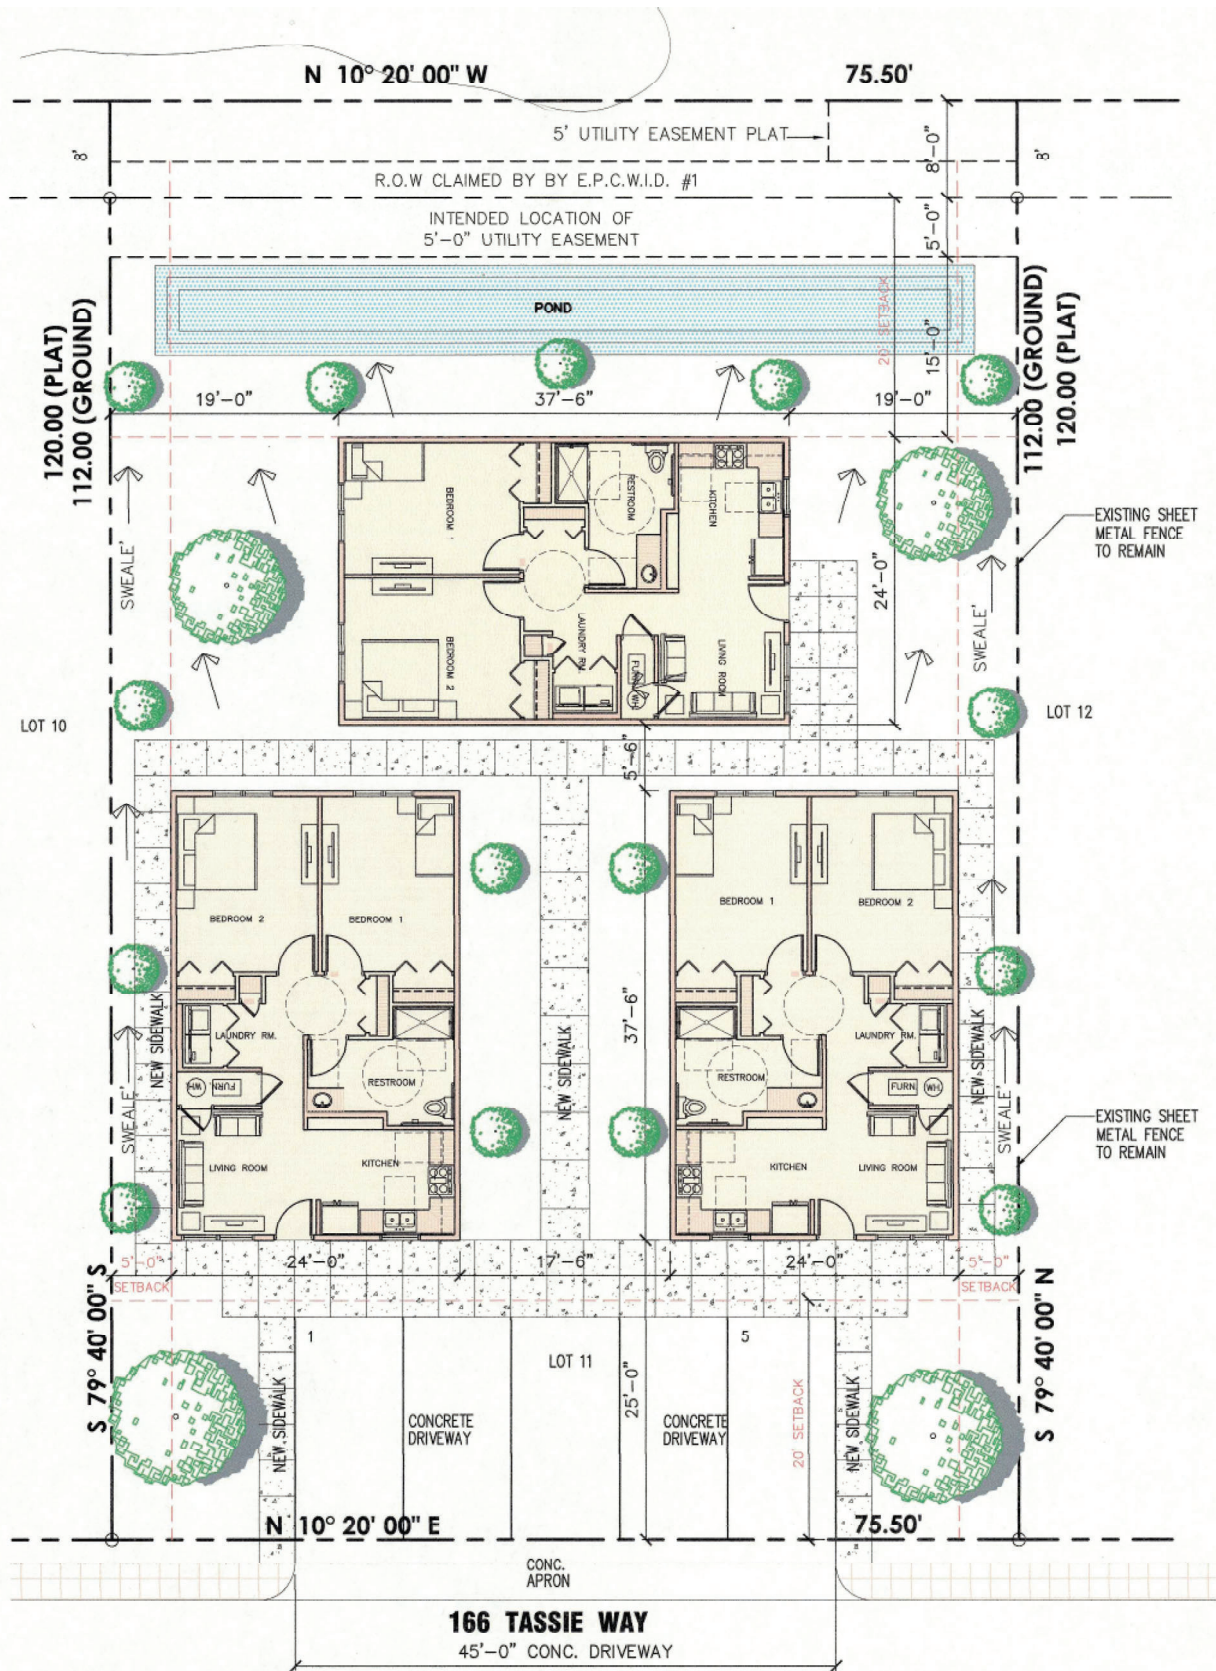 N 10° 20' 00" W
75.50'
5' UTILITY EASEMENT PLAT
8'
8'-0"
8'
R.O.W CLAIMED BY BY E.P.C.W.I.D. #1
INTENDED LOCATION OF
5'-0" UTILITY EASEMENT
5'-0"
POND
20' SETBACK
15'-0"
120.00 (PLAT)
112.00 (GROUND)
112.00 (GROUND)
120.00 (PLAT)
19'-0"
37'-6"
19'-0"
BEDROOM 1
RESTROOM
KITCHEN
SWEALE'
EXISTING SHEET
METAL FENCE
TO REMAIN
24'-0"
BEDROOM 2
LAUNDRY RM.
FURN
WH
LIVING ROOM
SWEALE'
LOT 10
LOT 12
5'-6"
BEDROOM 2
BEDROOM 1
BEDROOM 1
BEDROOM 2
NEW SIDEWALK
LAUNDRY RM.
37'-6"
LAUNDRY RM.
WH
FURN
RESTROOM
NEW SIDEWALK
RESTROOM
FURN
WH
NEW SIDEWALK
SWEALE'
SWEALE'
EXISTING SHEET
METAL FENCE
TO REMAIN
LIVING ROOM
KITCHEN
KITCHEN
LIVING ROOM
5'-0"
24'-0"
17'-6"
24'-0"
5'-0"
SETBACK
SETBACK
S 79° 40' 00" S
S 79° 40' 00" N
1
5
LOT 11
25'-0"
NEW SIDEWALK
CONCRETE
DRIVEWAY
CONCRETE
DRIVEWAY
20' SETBACK
NEW SIDEWALK
N 10° 20' 00" E
75.50'
CONC.
APRON
166 TASSIE WAY
45'-0" CONC. DRIVEWAY